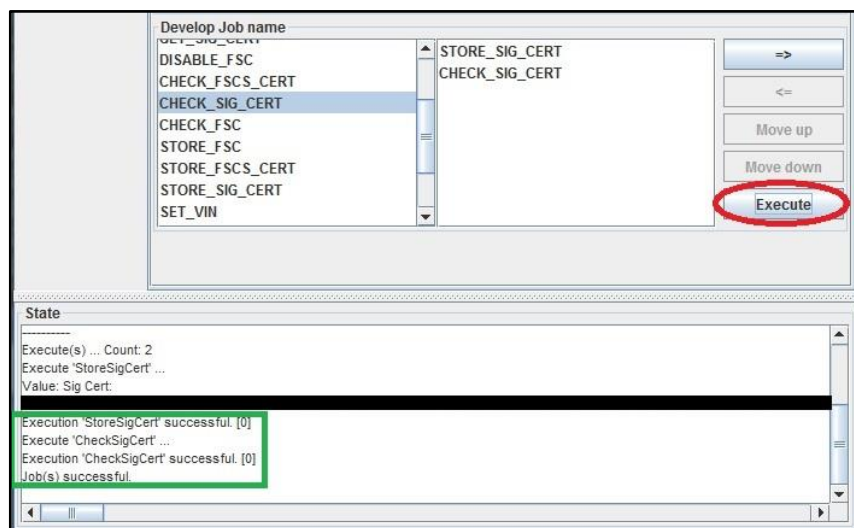 Develop Job name
GET_SIG_CERT
DISABLE_FSC
CHECK_FSCS_CERT
CHECK_SIG_CERT
CHECK_FSC
STORE_FSC
STORE_FSCS_CERT
STORE_SIG_CERT
SET_VIN
STORE_SIG_CERT
CHECK_SIG_CERT
=>
<=
Move up
Move down
Execute
State
----------
Execute(s) ... Count: 2
Execute 'StoreSigCert' ...
Value: Sig Cert:
Execution 'StoreSigCert' successful. [0]
Execute 'CheckSigCert' ...
Execution 'CheckSigCert' successful. [0]
Job(s) successful.